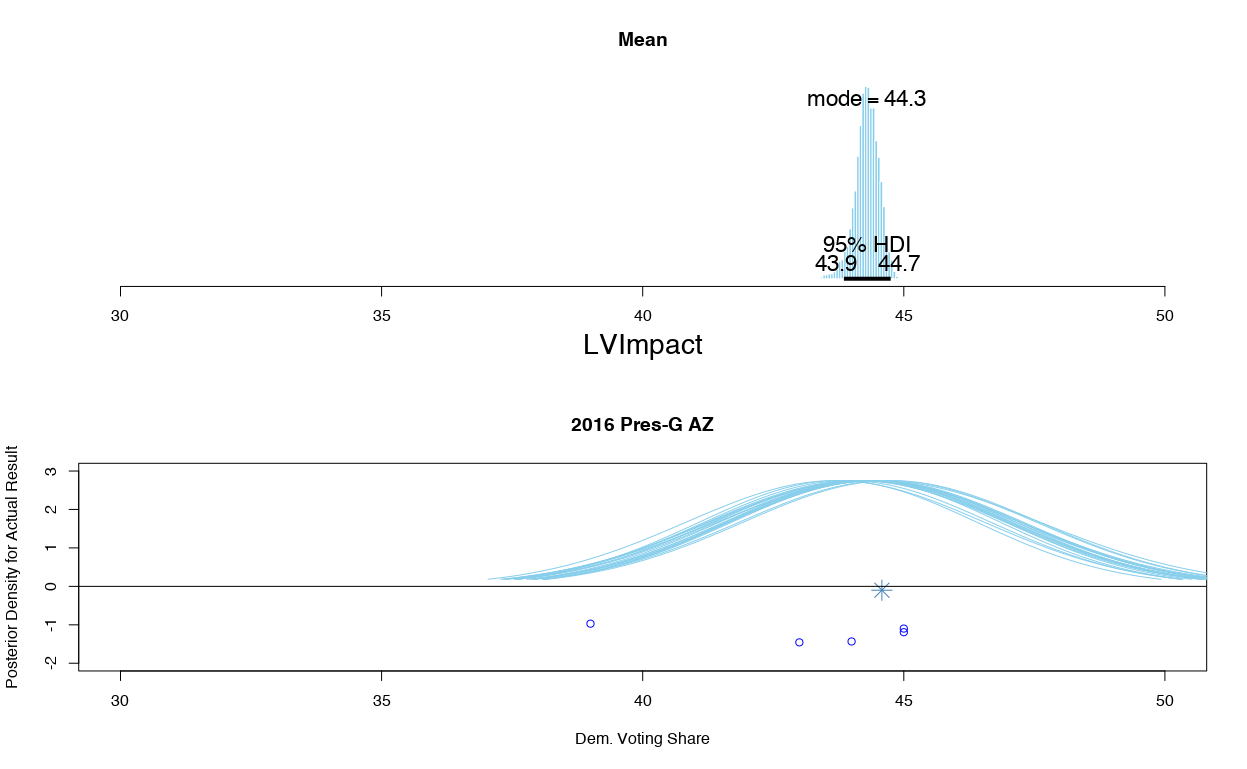 Mean
mode = 44.3
95% HDI
43.9 44.7
30 35 40 45 50
LVImpact
2016 Pres-G AZ
Posterior Density for Actual Result
3
2
1
0
-1
-2
30 35 40 45 50
Dem. Voting Share